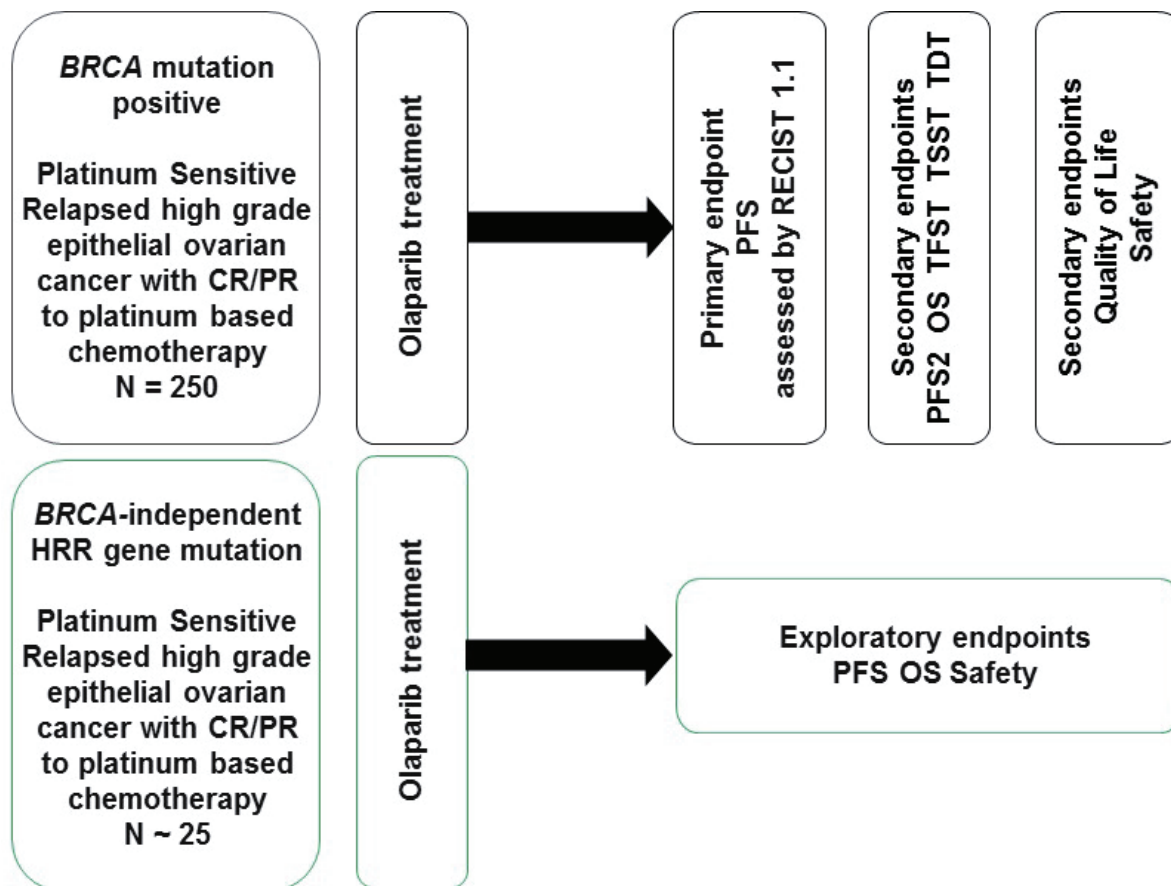 BRCA mutation
positive
Platinum Sensitive
Relapsed high grade
epithelial ovarian
cancer with CR/PR
to platinum based
chemotherapy
N = 250
Olaparib treatment
Primary endpoint
PFS
assessed by RECIST 1.1
Secondary endpoints
PFS2 OS TFST TSST TDT
Secondary endpoints
Quality of Life
Safety
BRCA-independent
HRR gene mutation
Platinum Sensitive
Relapsed high grade
epithelial ovarian
cancer with CR/PR
to platinum based
chemotherapy
N ~ 25
Olaparib treatment
Exploratory endpoints
PFS OS Safety